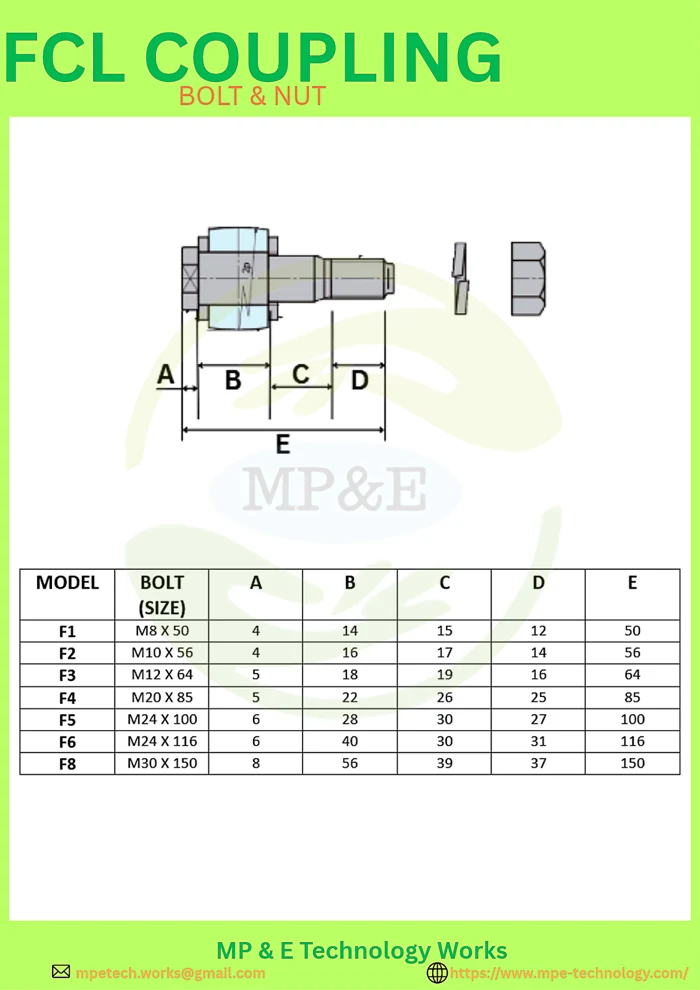 FCL COUPLING
BOLT & NUT
2P
A
B
C
D
E
MP&E
MODEL BOLT (SIZE) A B C D E
F1 M8 X 50 4 14 15 12 50
F2 M10 X 56 4 16 17 14 56
F3 M12 X 64 5 18 19 16 64
F4 M20 X 85 5 22 26 25 85
F5 M24 X 100 6 28 30 27 100
F6 M24 X 116 6 40 30 31 116
F8 M30 X 150 8 56 39 37 150
MP & E Technology Works
mpetech.works@gmail.com https://www.mpe-technology.com/